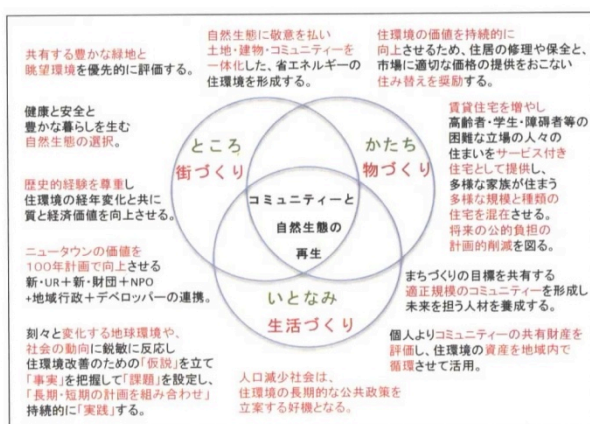 共有する豊かな緑地と
眺望環境を優先的に評価する。
自然生態に敬意を払い
土地・建物・コミュニティーを
一体化した、省エネルギーの
住環境を形成する。
住環境の価値を持続的に
向上させるため、住居の修理や保全と、
市場に適切な価格の提供をおこない
住み替えを奨励する。
健康と安全と
豊かな暮らしを生む
自然生態の選択。
歴史的経験を尊重し
住環境の経年変化と共に
質と経済価値を向上させる。
ニュータウンの価値を
100年計画で向上させる
新・UR+新・財団+NPO
+地域行政+デベロッパーの連携。
刻々と変化する地球環境や、
社会の動向に鋭敏に反応し
住環境改善のための「仮説」を立て
「事実」を把握して「課題」を設定し、
「長期・短期の計画を組み合わせ」
持続的に「実践」する。
ところ
街づくり
かたち
物づくり
コミュニティーと
自然生態の
再生
いとなみ
生活づくり
賃貸住宅を増やし
高齢者・学生・障碍者等の
困難な立場の人々の
住まいをサービス付き
住宅として提供し、
多様な家族が住まう
多様な規模と種類の
住宅を混在させる。
将来の公的負担の
計画的削減を図る。
まちづくりの目標を共有する
適正規模のコミュニティーを形成し
未来を担う人材を養成する。
個人よりコミュニティーの共有財産を
評価し、住環境の資産を地域内で
循環させて活用。
人口減少社会は、
住環境の長期的な公共政策を
立案する好機となる。